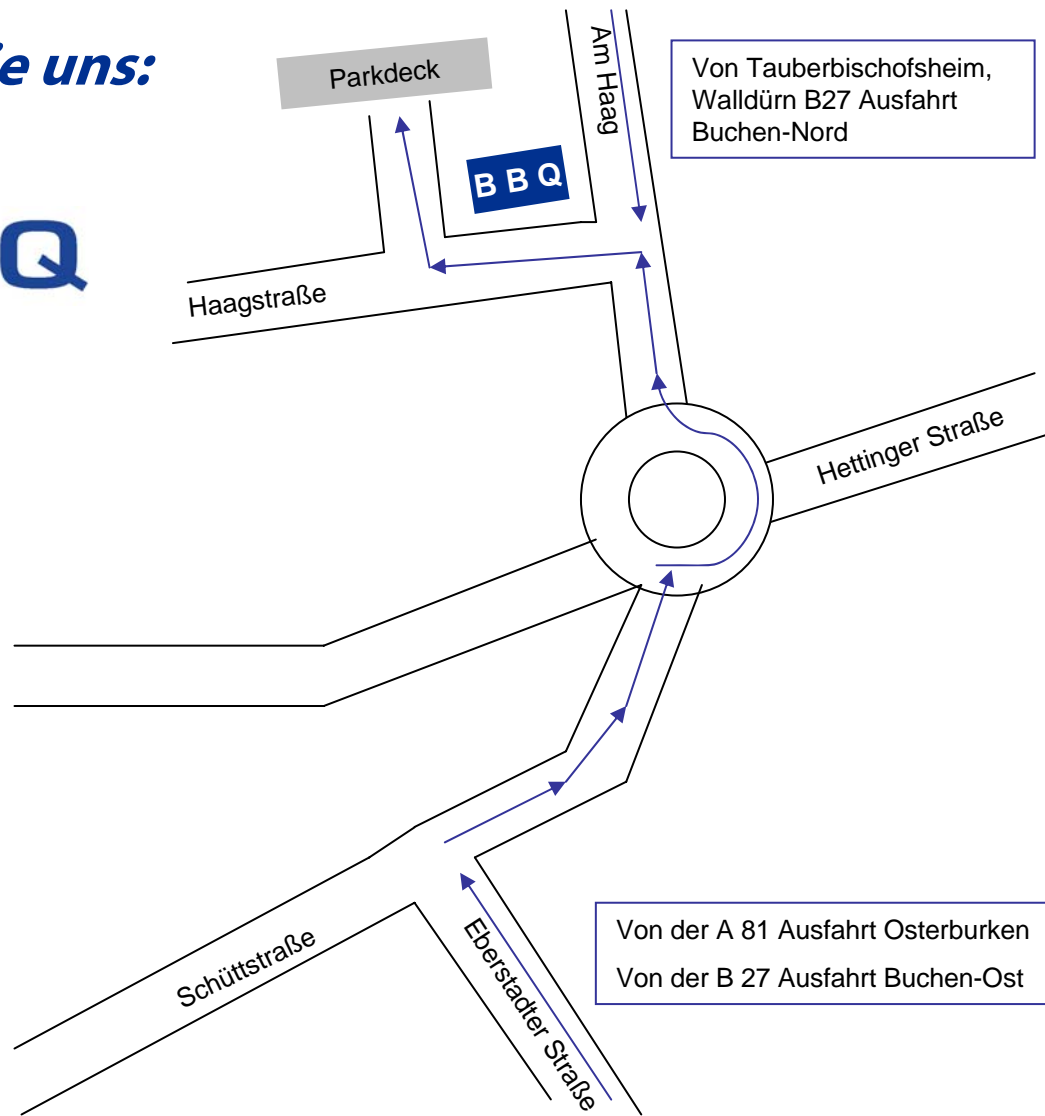 e uns:
Parkdeck
Am Haag
Von Tauberbischofsheim,
Walldürn B27 Ausfahrt
Buchen-Nord
B B Q
Q
Haagstraße
Hettinger Straße
Von der A 81 Ausfahrt Osterburken
Von der B 27 Ausfahrt Buchen-Ost
Schüttstraße
Eberstadter Straße